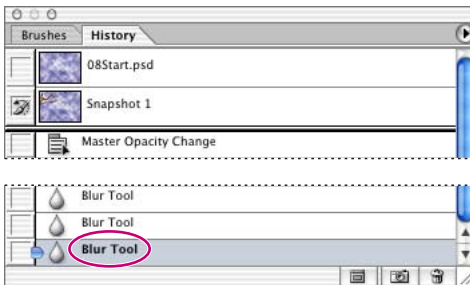 Brushes History
08Start.psd
Snapshot 1
Master Opacity Change
Blur Tool
Blur Tool
Blur Tool